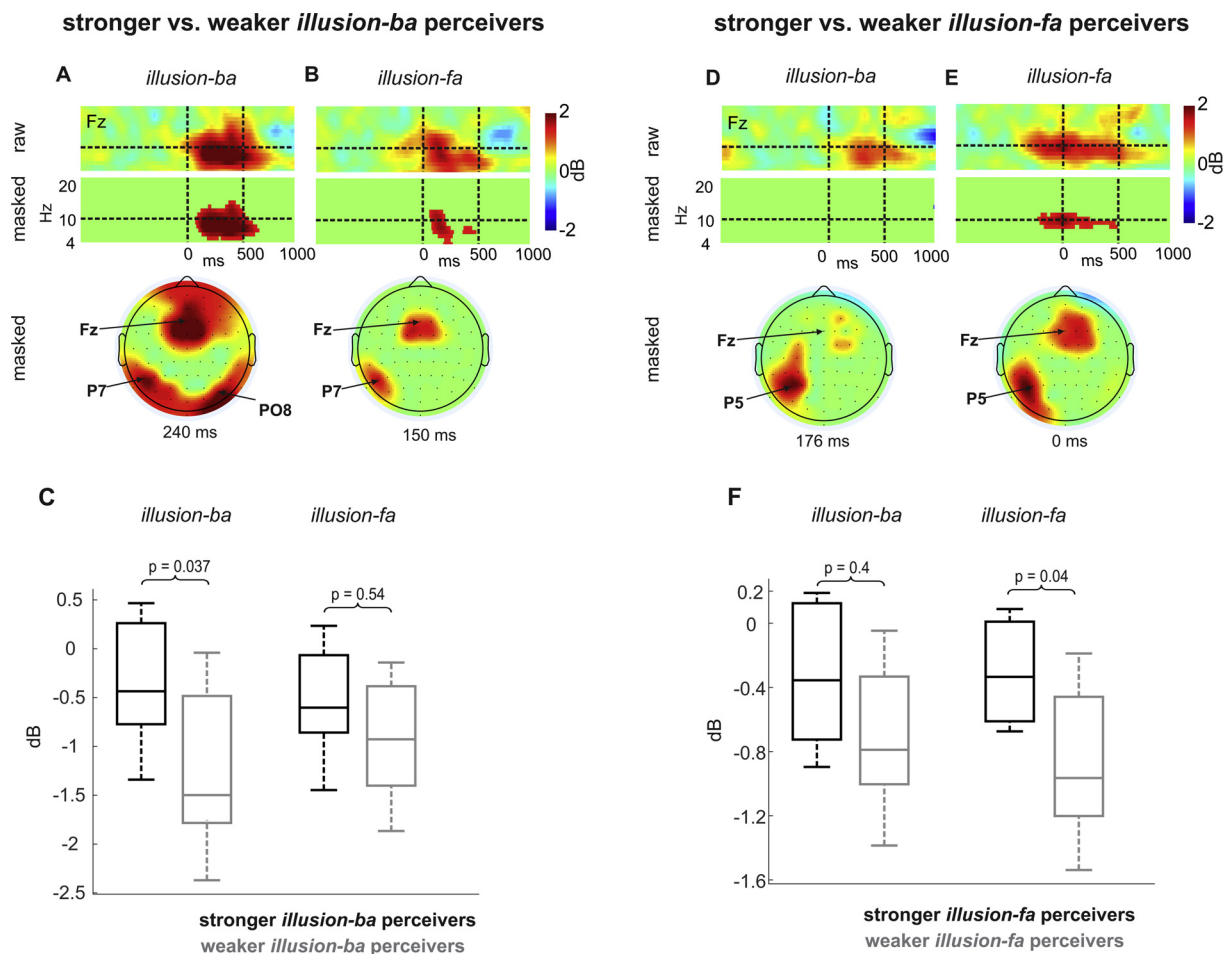 stronger vs. weaker illusion-ba perceivers
A
illusion-ba
B
illusion-fa
raw
Fz
2
0
-2
dB
masked
Hz
20
10
4
0
ms
500
1000
0
ms
500
1000
masked
Fz
P7
PO8
240 ms
Fz
P7
150 ms
C
illusion-ba
illusion-fa
p = 0.037
p = 0.54
dB
0.5
0
-0.5
-1
-1.5
-2
-2.5
stronger illusion-ba perceivers
weaker illusion-ba perceivers
stronger vs. weaker illusion-fa perceivers
D
illusion-ba
E
illusion-fa
raw
Fz
2
0
-2
dB
masked
Hz
20
10
4
0
ms
500
1000
0
ms
500
1000
masked
Fz
P5
176 ms
Fz
P5
0 ms
F
illusion-ba
illusion-fa
p = 0.4
p = 0.04
dB
0.2
0
-0.4
-0.8
-1.2
-1.6
stronger illusion-fa perceivers
weaker illusion-fa perceivers